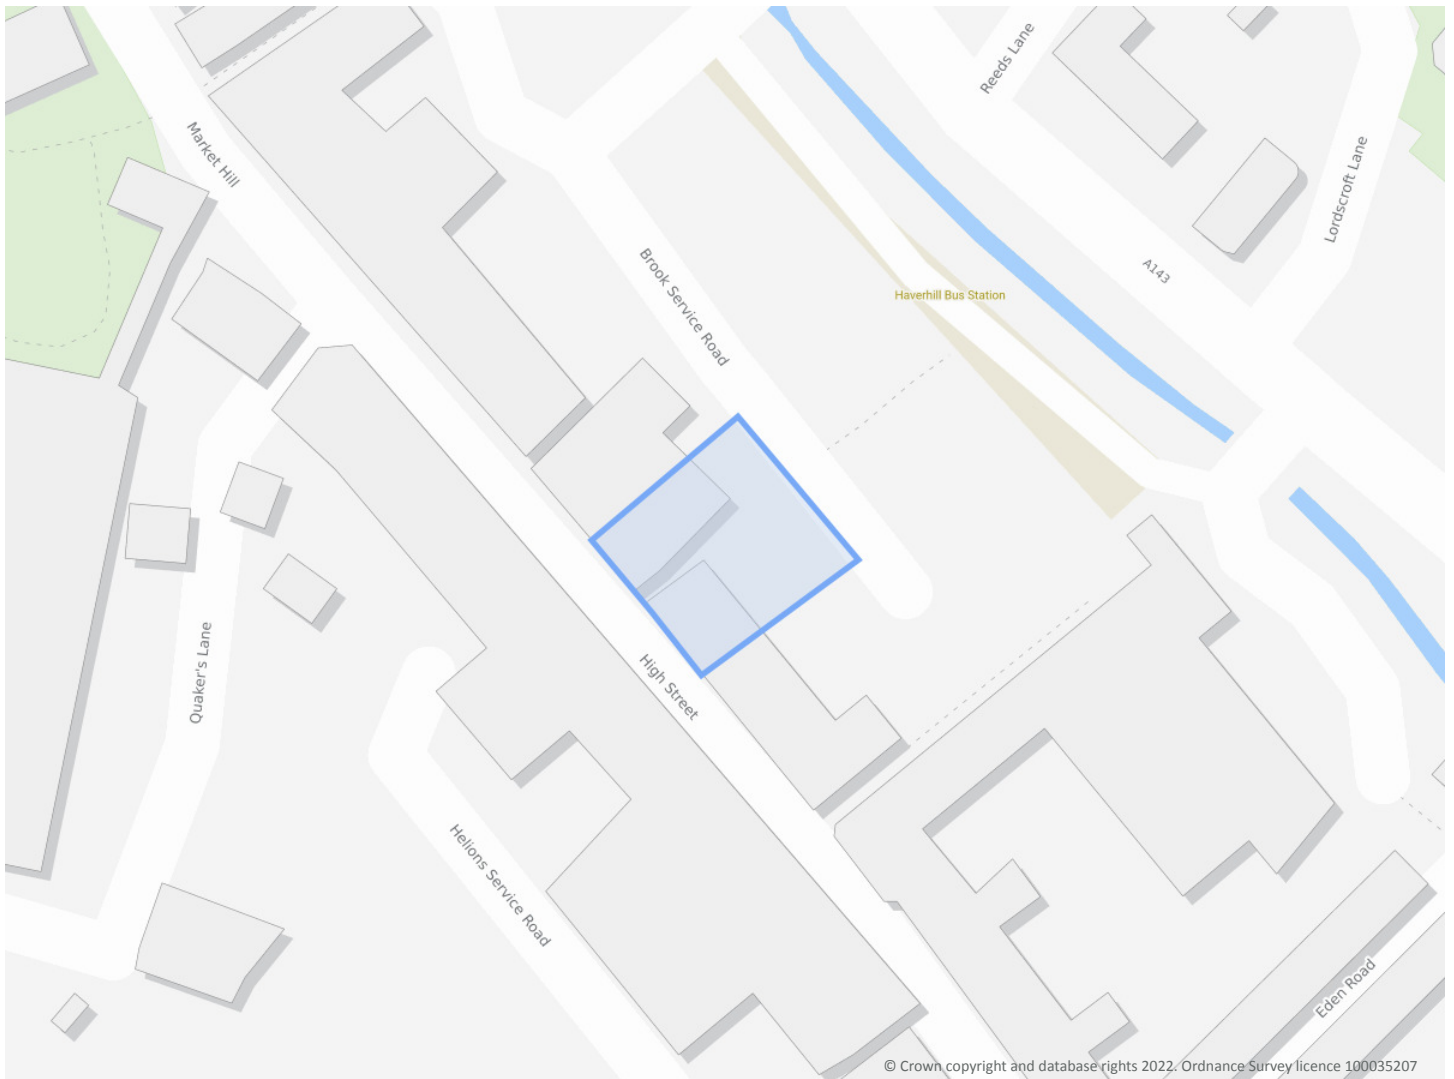 Reeds Lane
Market Hill
Lordscroft Lane
Brook Service Road
A143
Haverhill Bus Station
Quaker's Lane
High Street
Helions Service Road
Eden Road
© Crown copyright and database rights 2022. Ordnance Survey licence 100035207